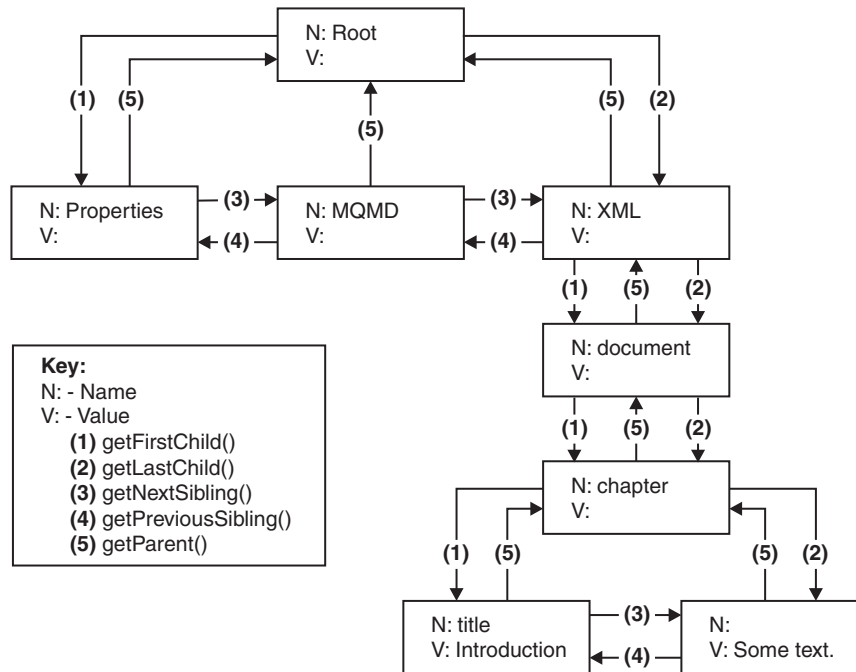 N: Root
V:
(1)
(5)
(5)
(5)
(2)
N: Properties
V:
(3)
(4)
N: MQMD
V:
(3)
(4)
N: XML
V:
(1)
(5)
(2)
N: document
V:
(1)
(5)
(2)
N: chapter
V:
(1)
(5)
(5)
(2)
N: title
V: Introduction
(3)
(4)
N:
V: Some text.
Key:
N: - Name
V: - Value
(1) getFirstChild()
(2) getLastChild()
(3) getNextSibling()
(4) getPreviousSibling()
(5) getParent()